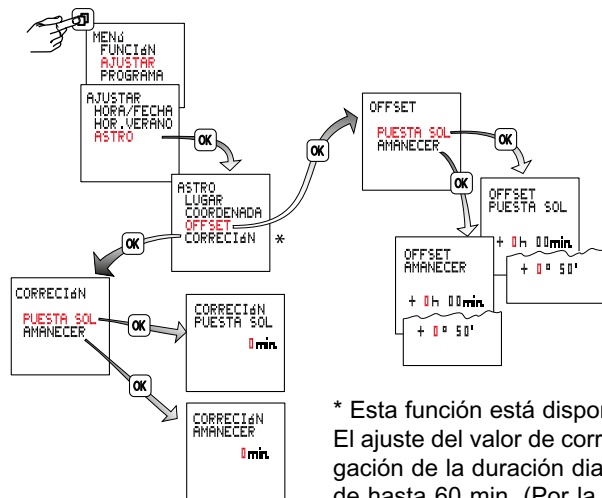 MENú
FUNCIóN
AJUSTAR
PROGRAMA
AJUSTAR
HORA/FECHA
HOR.VERANO
ASTRO
OK
ASTRO
LUGAR
COORDENADA
OFFSET
CORRECIóN *
OK
OK
OFFSET
PUESTA SOL
AMANECER
OK
OK
OFFSET
PUESTA SOL
+ 0h 00min.
+ 0° 50'
OFFSET
AMANECER
+ 0h 00min.
+ 0° 50'
CORRECIóN
PUESTA SOL
AMANECER
OK
OK
CORRECIóN
PUESTA SOL
0min.
CORRECIóN
AMANECER
0min.
* Esta función está dispon
El ajuste del valor de corr
gación de la duración dia
de hasta 60 min. (Por la